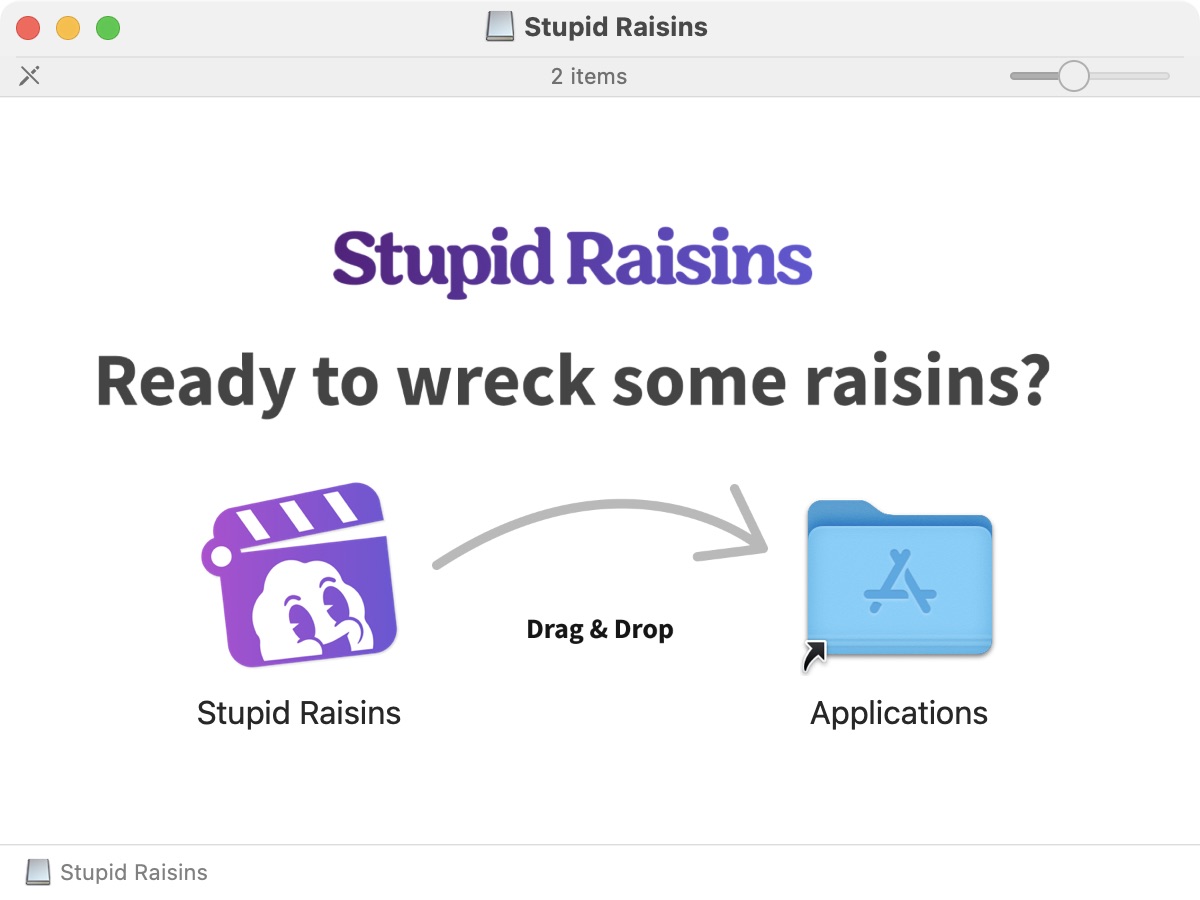 Stupid Raisins
2 items
Stupid Raisins
Ready to wreck some raisins?
Drag & Drop
Stupid Raisins
Applications
Stupid Raisins